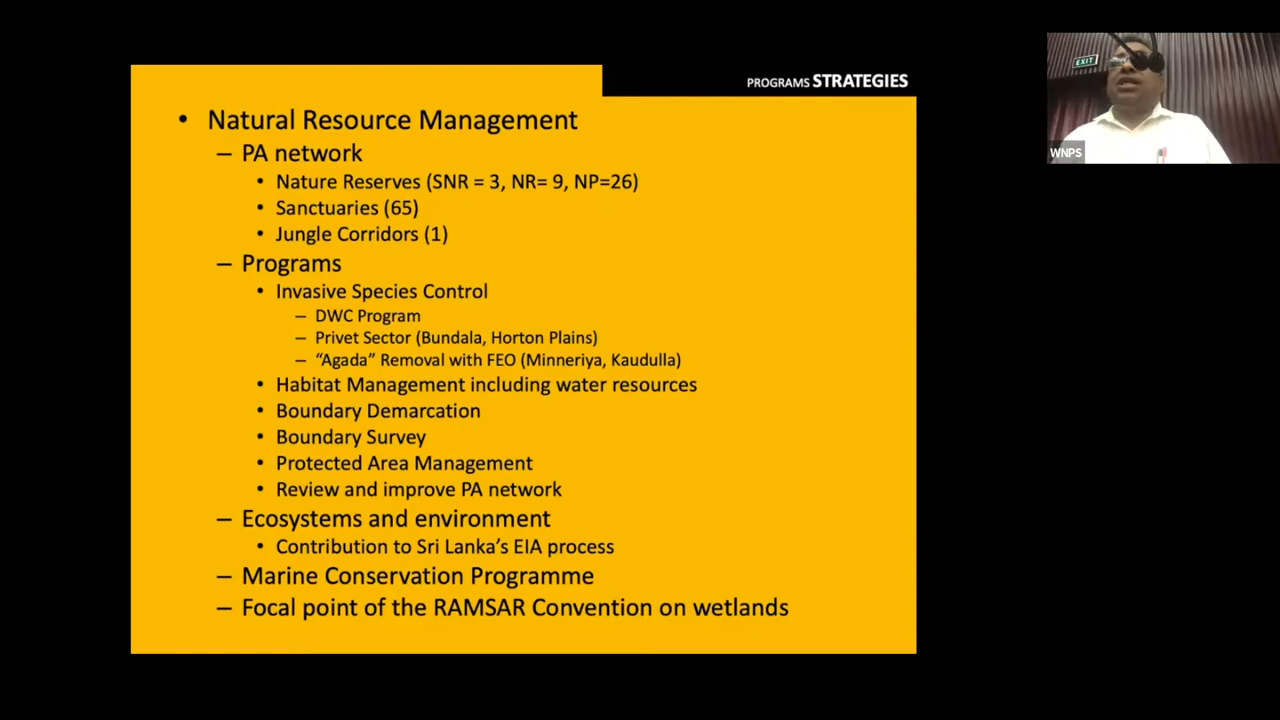 PROGRAMS STRATEGIES
• Natural Resource Management
– PA network
• Nature Reserves (SNR = 3, NR= 9, NP=26)
• Sanctuaries (65)
• Jungle Corridors (1)
– Programs
• Invasive Species Control
– DWC Program
– Privet Sector (Bundala, Horton Plains)
– “Agada” Removal with FEO (Minneriya, Kaudulla)
• Habitat Management including water resources
• Boundary Demarcation
• Boundary Survey
• Protected Area Management
• Review and improve PA network
– Ecosystems and environment
• Contribution to Sri Lanka’s EIA process
– Marine Conservation Programme
– Focal point of the RAMSAR Convention on wetlands
EXIT
WNPS